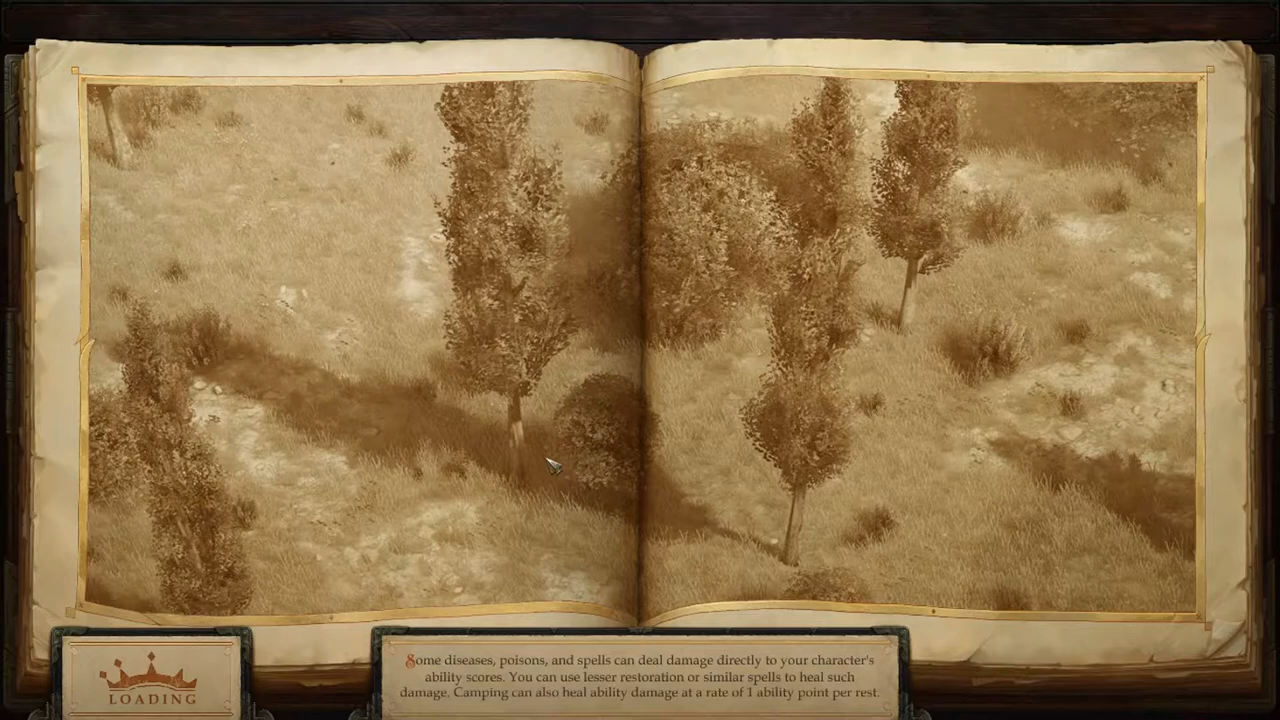 LOADING
Some diseases, poisons, and spells can deal damage directly to your character's
ability scores. You can use lesser restoration or similar spells to heal such
damage. Camping can also heal ability damage at a rate of 1 ability point per rest.